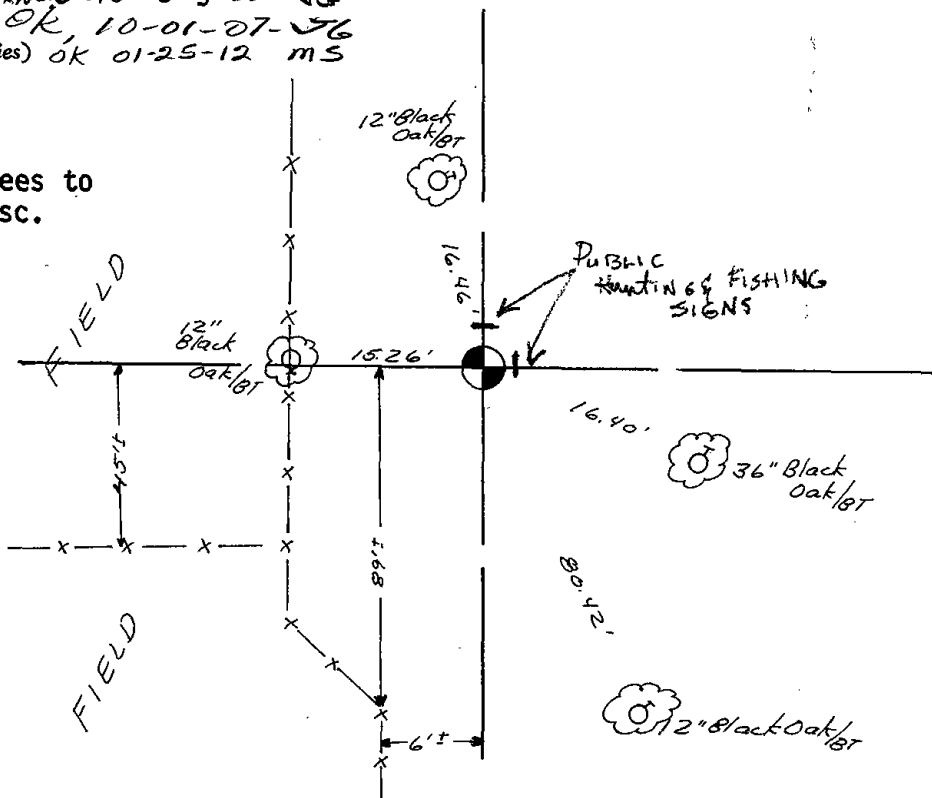 OK, 10-01-07- JG
ies) OK 01-25-12 MS
ees to
sc.
12" Black
Oak/BT
FIELD
16.46'
PUBLIC
HUNTING & FISHING
SIGNS
12"
Black
Oak/BT
15.26'
16.40'
36" Black
Oak/BT
45'±
89'±
80.42'
FIELD
12" Black Oak/BT
6'±